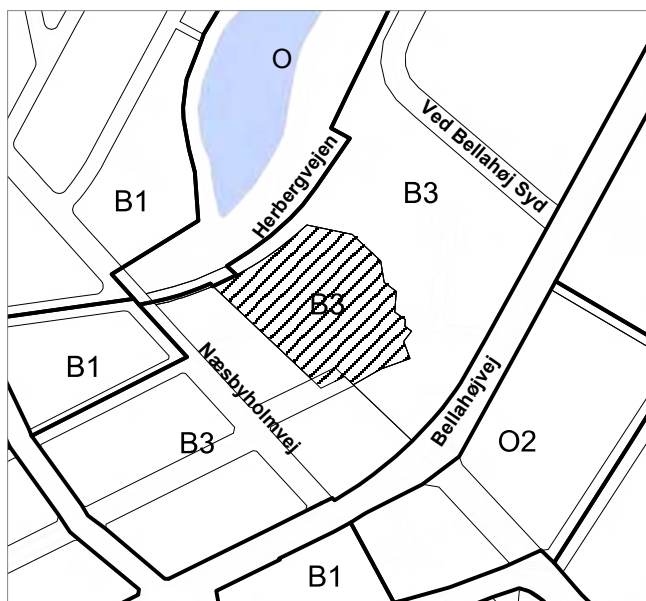 O
Ved Bellahøj Syd
Herbergvejen
B3
B1
B3
B1
Næsbyholmvej
Bellahøjvej
B3
O2
B1